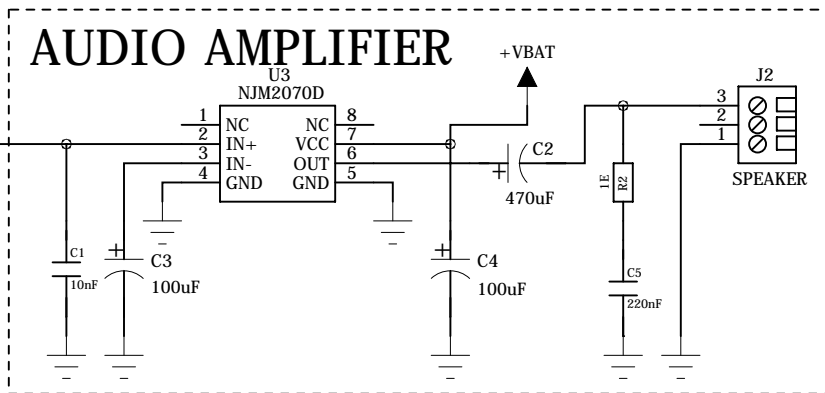 AUDIO AMPLIFIER
+VBAT
U3
NJM2070D
J2
1
NC
NC
8
2
IN+
VCC
7
3
IN-
OUT
6
4
GND
GND
5
+
C2
470uF
3
2
1
SPEAKER
1E
R2
C1
10nF
+
C3
100uF
+
C4
100uF
C5
220nF